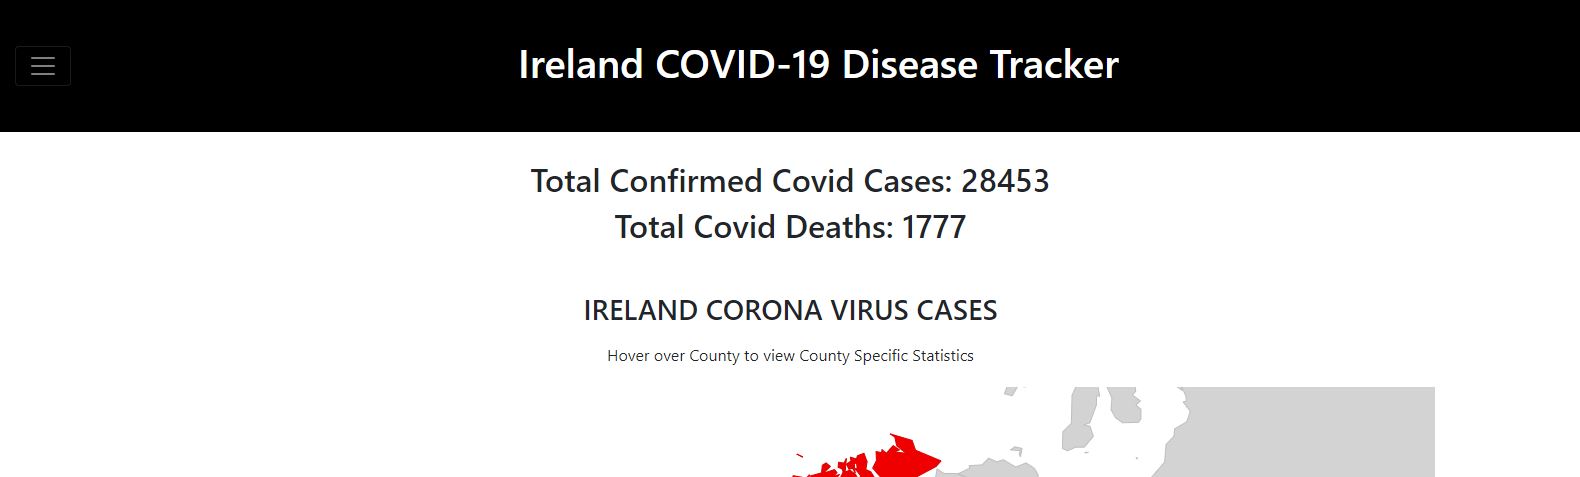 Ireland COVID-19 Disease Tracker
Total Confirmed Covid Cases: 28453
Total Covid Deaths: 1777
IRELAND CORONA VIRUS CASES
Hover over County to view County Specific Statistics